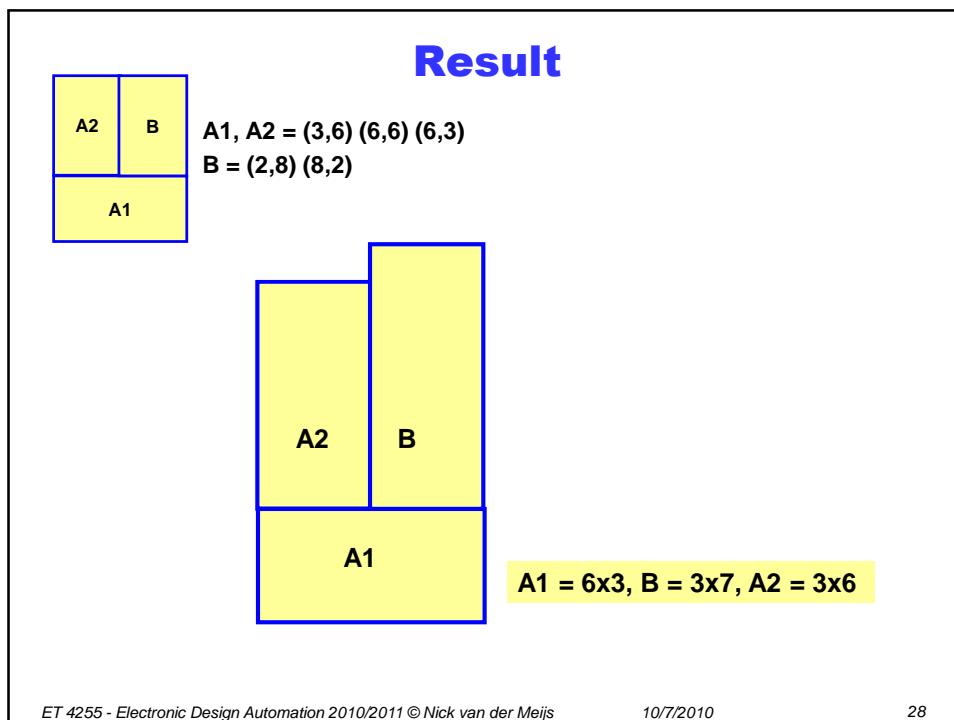 Result
A2 B
A1
A1, A2 = (3,6) (6,6) (6,3)
B = (2,8) (8,2)
A2 B
A1
A1 = 6x3, B = 3x7, A2 = 3x6
ET 4255 - Electronic Design Automation 2010/2011 © Nick van der Meijs 10/7/2010 28